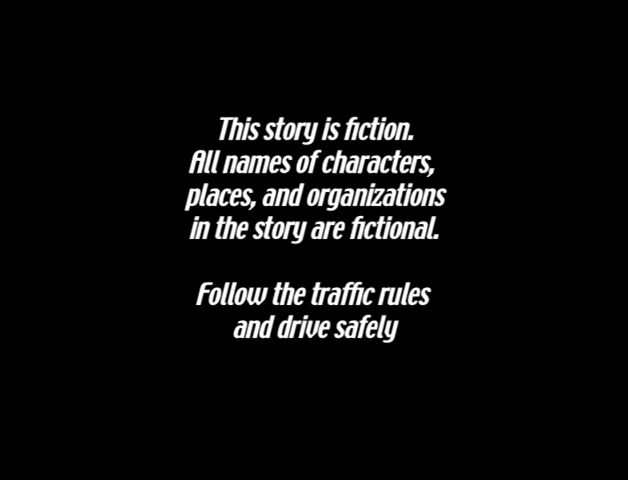 This story is fiction.
All names of characters,
places, and organizations
in the story are fictional.
Follow the traffic rules
and drive safely